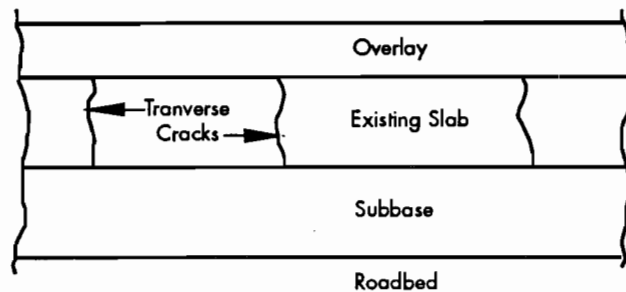 Overlay
Tranverse
Cracks
Existing Slab
Subbase
Roadbed